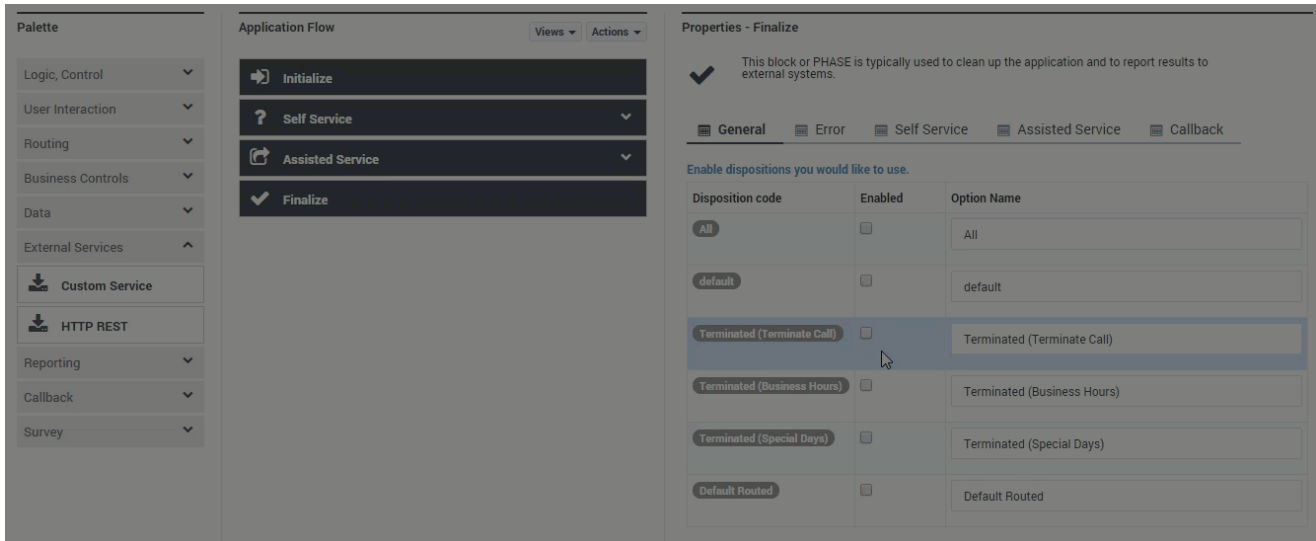 Palette
Logic, Control
User Interaction
Routing
Business Controls
Data
External Services
Custom Service
HTTP REST
Reporting
Callback
Survey
Application Flow
Views
Actions
Initialize
Self Service
Assisted Service
Finalize
Properties - Finalize
This block or PHASE is typically used to clean up the application and to report results to
external systems.
General Error Self Service Assisted Service Callback
Enable dispositions you would like to use.
Disposition code Enabled Option Name
All All
default default
Terminated (Terminate Call) Terminated (Terminate Call)
Terminated (Business Hours) Terminated (Business Hours)
Terminated (Special Days) Terminated (Special Days)
Default Routed Default Routed